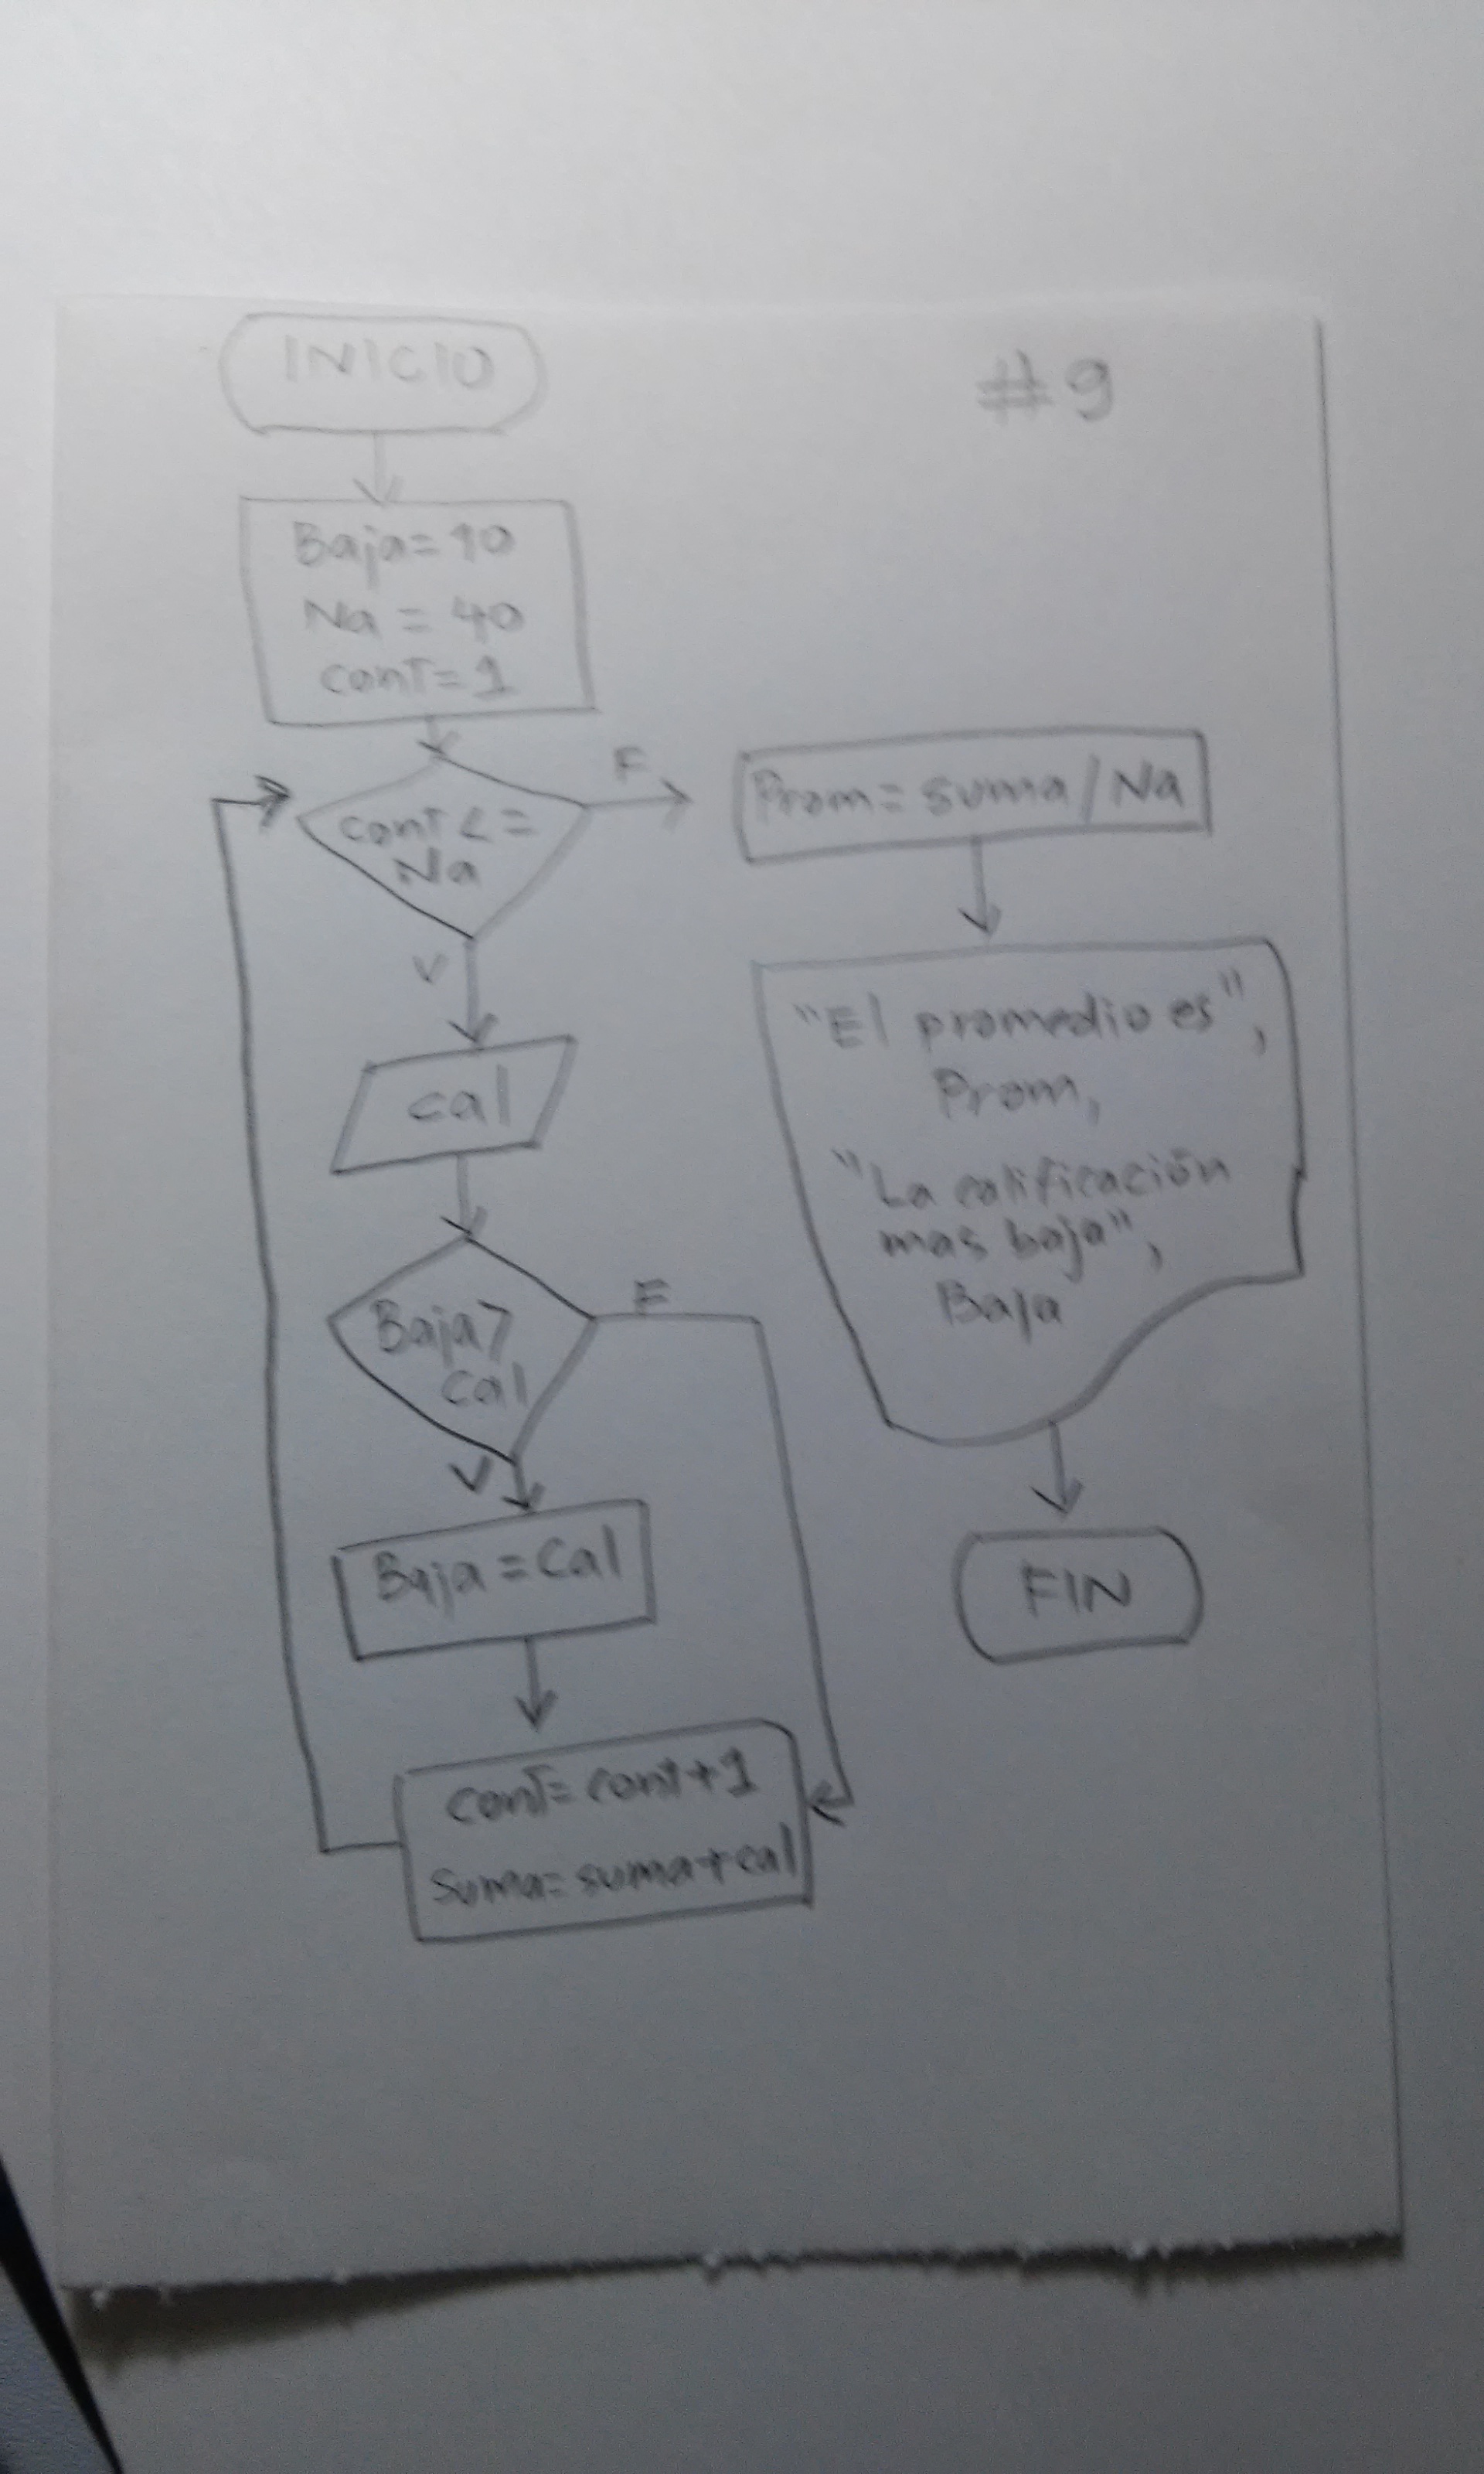 INICIO
#9
Baja=10
Na = 40
cont=1
cont <=
Na
F
V
cal
Baja>
cal
F
V
Baja=Cal
cont=cont+1
suma=suma+cal
Prom=suma/Na
"El promedio es",
Prom,
"La calificación
mas baja",
Baja
FIN